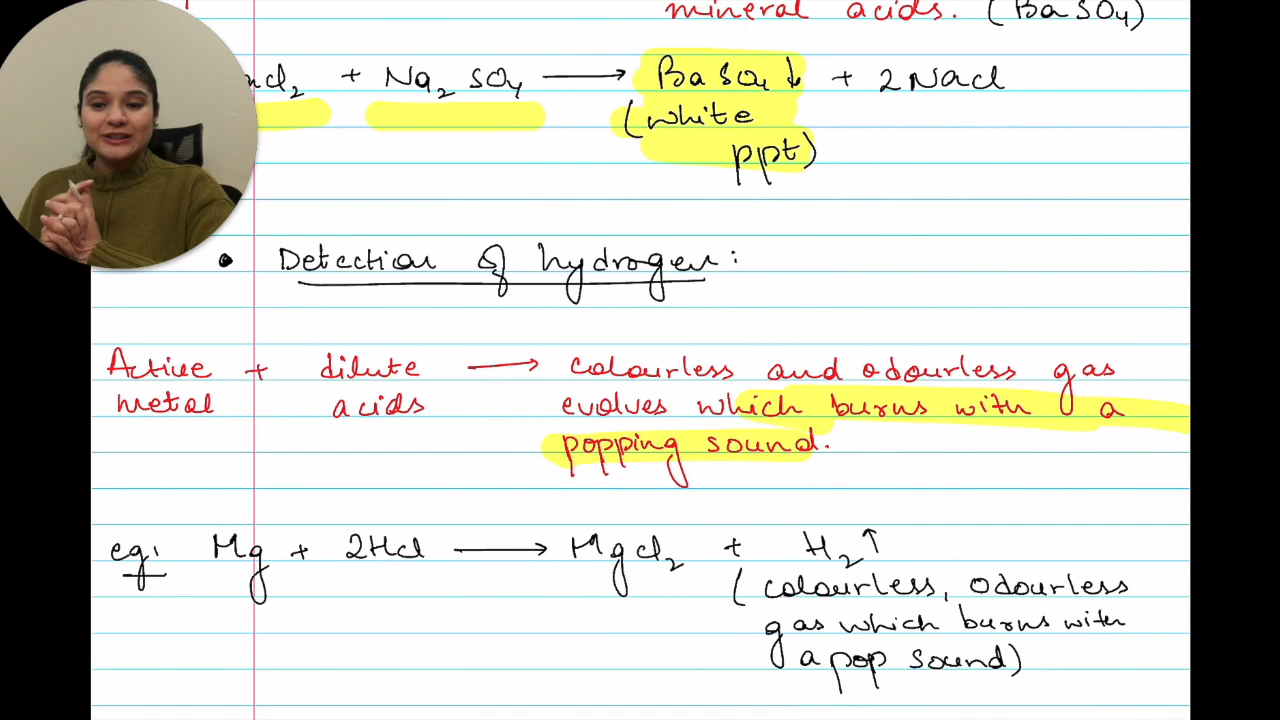 mineral acids. (BaSO4)
cl2 + Na2 SO4 → BaSO4↓ + 2NaCl
(white
ppt)
• Detection of hydrogen:
Active + dilute → colourless and odourless gas
metal acids evolves which burns with a
popping sound.
eg: Mg + 2HCl → MgCl2 + H2↑
(colourless, odourless
gas which burns with
a pop sound)